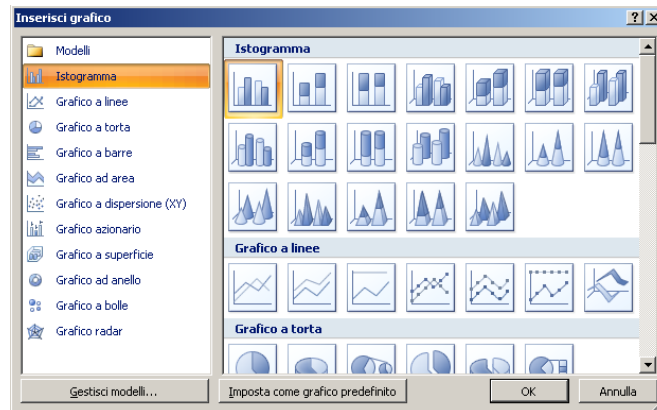 Inserisci grafico
Modelli
Istogramma
Grafico a linee
Grafico a torta
Grafico a barre
Grafico ad area
Grafico a dispersione (XY)
Grafico azionario
Grafico a superficie
Grafico ad anello
Grafico a bolle
Grafico radar
Istogramma
Grafico a linee
Grafico a torta
Gestisci modelli...
Imposta come grafico predefinito
OK
Annulla